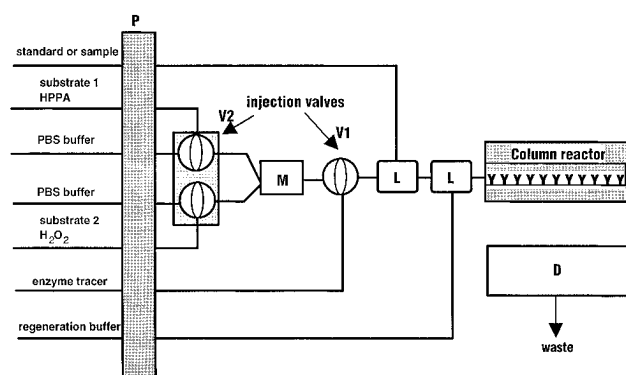 P
standard or sample
substrate 1
HPPA
injection valves
V2
V1
PBS buffer
Column reactor
M
L
L
Y Y Y Y Y Y Y Y Y Y Y
PBS buffer
substrate 2
H2O2
D
enzyme tracer
regeneration buffer
waste